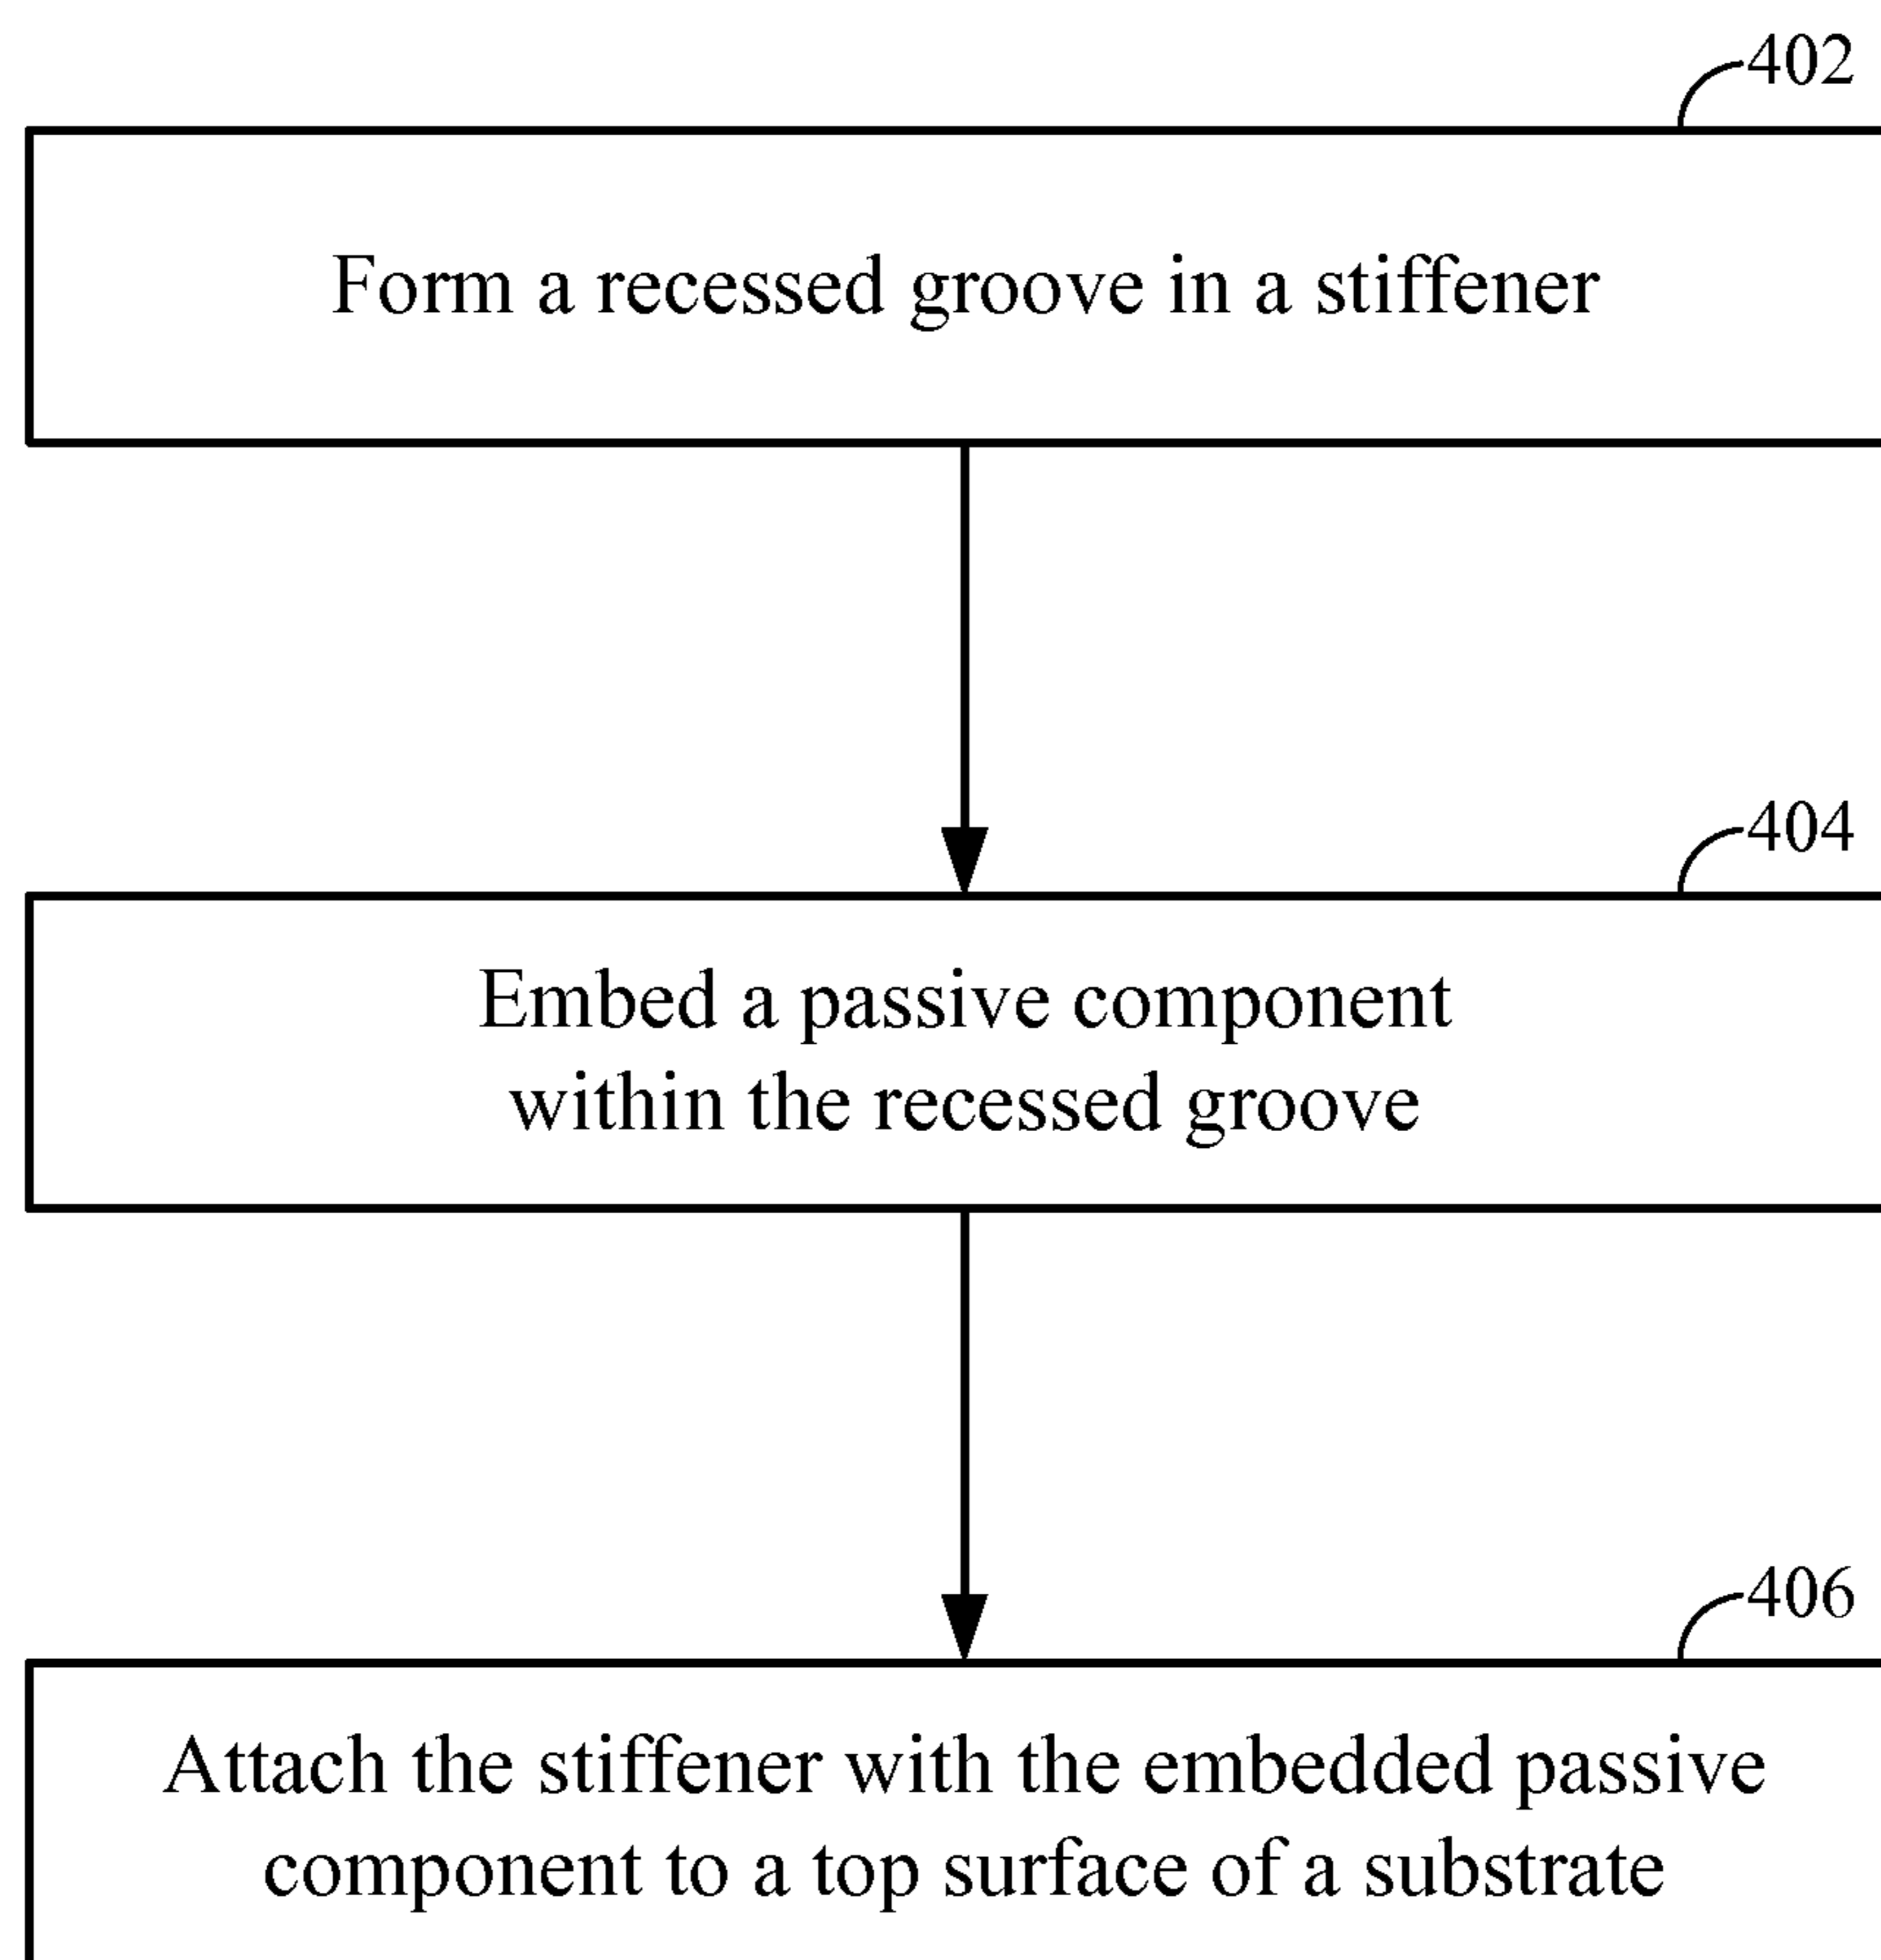 402
Form a recessed groove in a stiffener
404
Embed a passive component
within the recessed groove
406
Attach the stiffener with the embedded passive
component to a top surface of a substrate